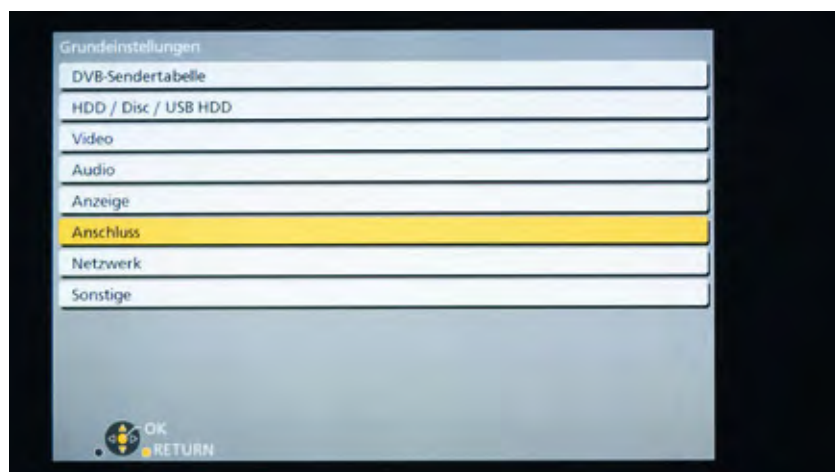 Grundeinstellungen
DVB-Sendertabelle
HDD / Disc / USB HDD
Video
Audio
Anzeige
Anschluss
Netzwerk
Sonstige
OK
RETURN